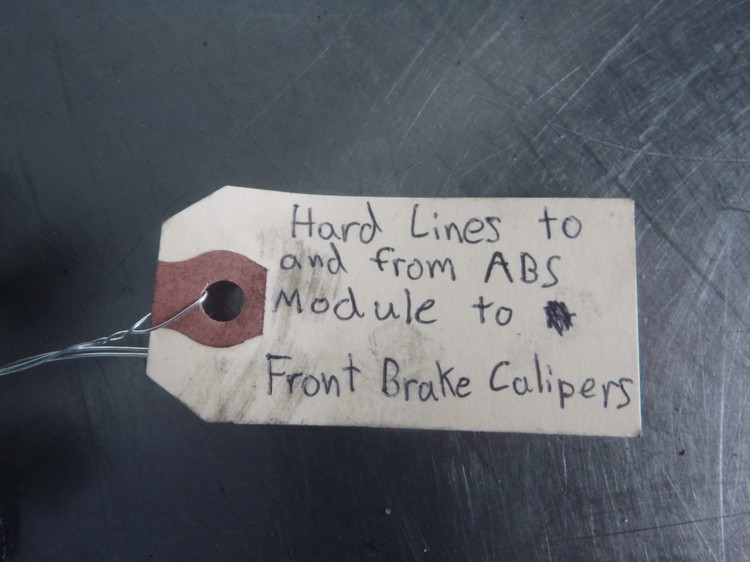 Hard Lines to
and from ABS
Module to
Front Brake Calipers